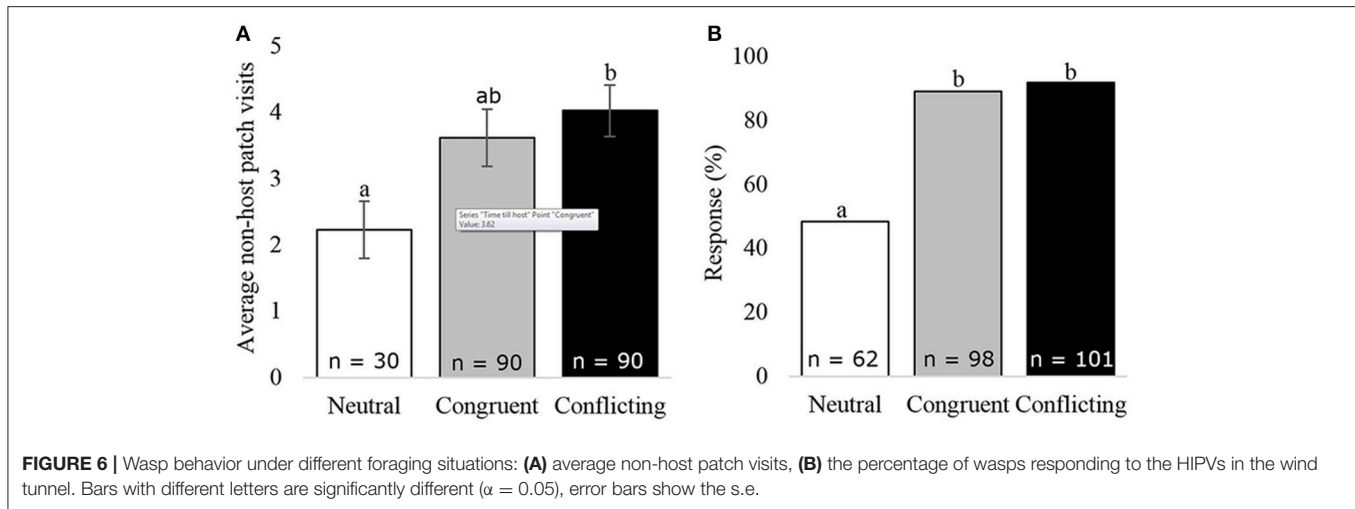 A
5
4
3
2
1
0
Average non-host patch visits
a
ab
b
Series "Time till host" Point "Congruent"
Value: 3.62
n = 30
n = 90
n = 90
Neutral
Congruent
Conflicting
B
100
80
60
40
20
0
Response (%)
a
b
b
n = 62
n = 98
n = 101
Neutral
Congruent
Conflicting
FIGURE 6 | Wasp behavior under different foraging situations: (A) average non-host patch visits, (B) the percentage of wasps responding to the HIPVs in the wind
tunnel. Bars with different letters are significantly different (α = 0.05), error bars show the s.e.